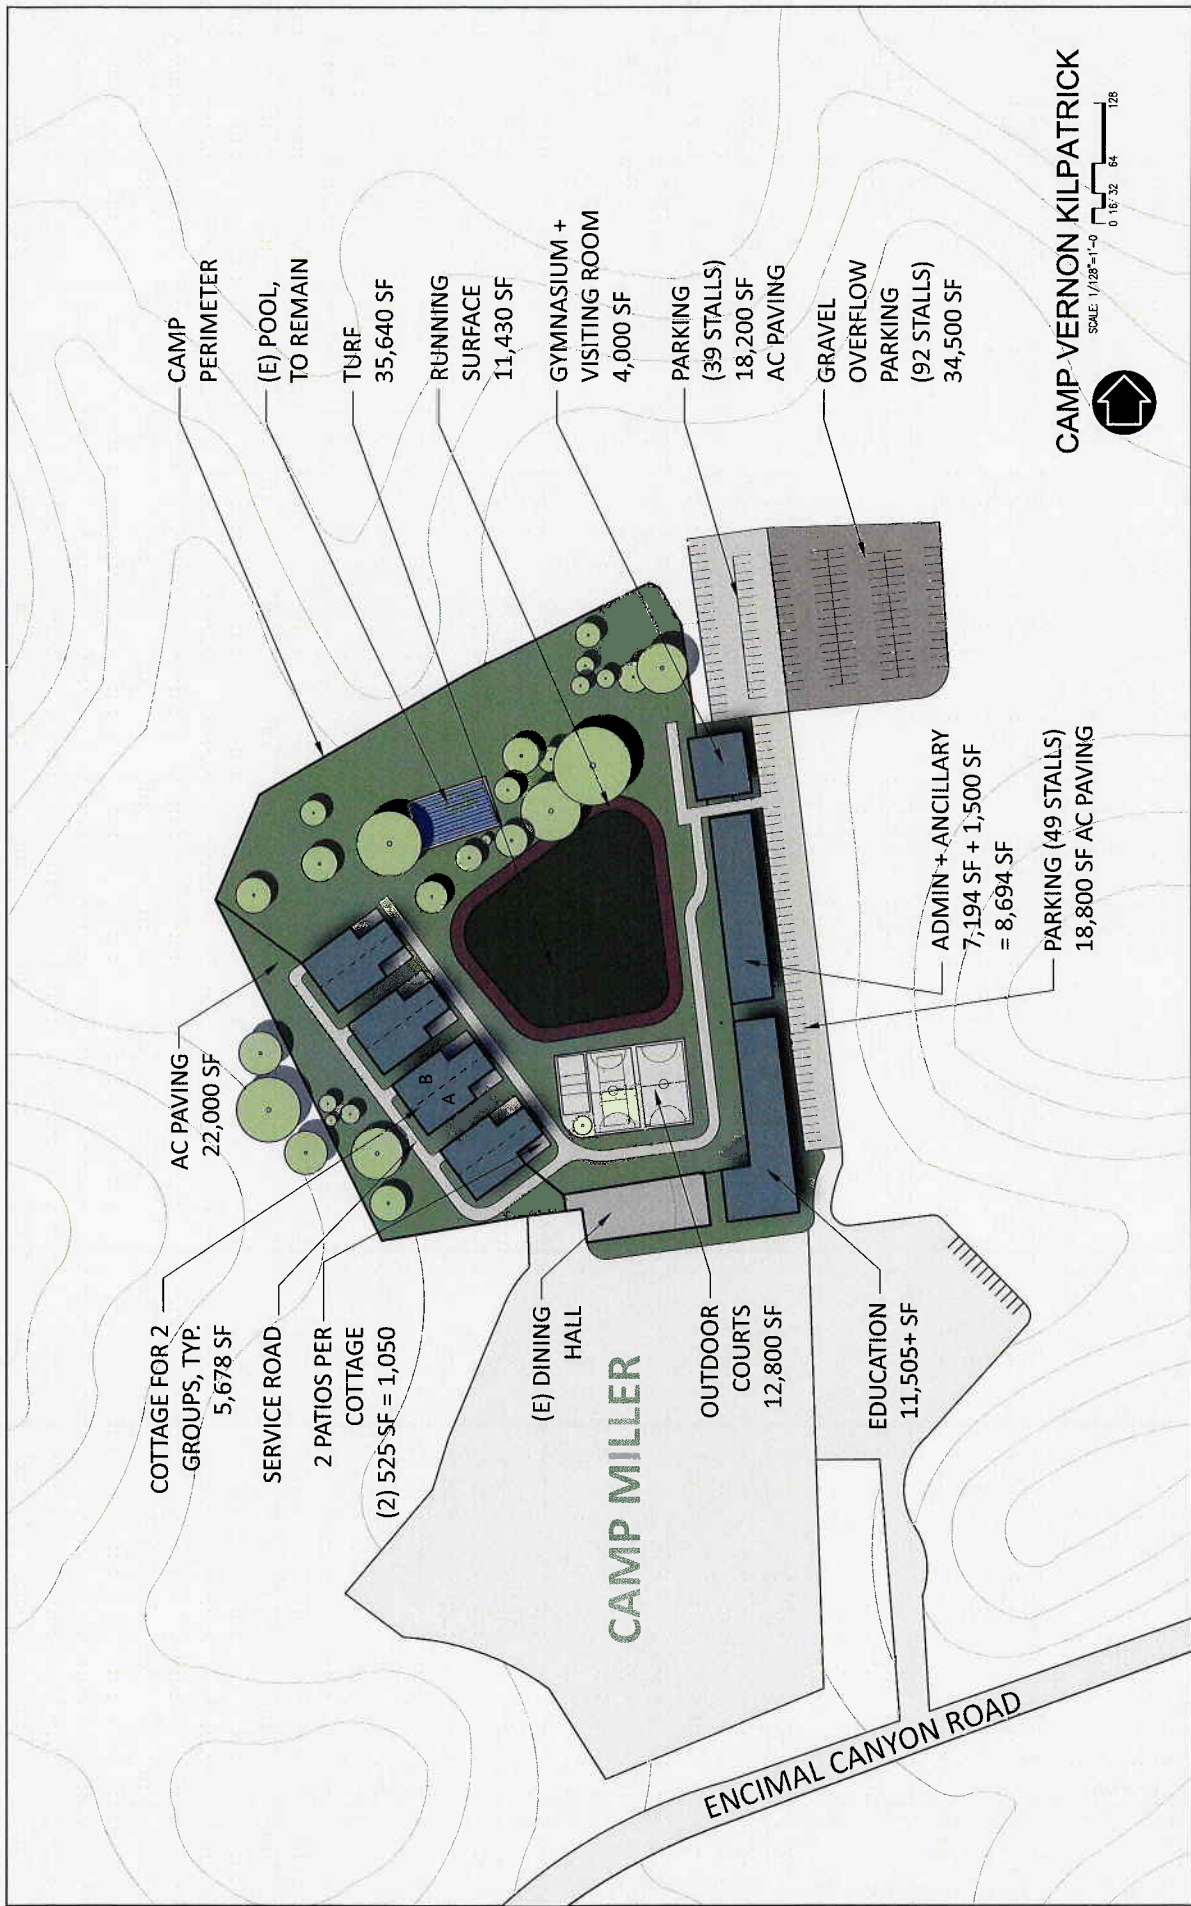 COTTAGE FOR 2
GROUPS, TYP.
5,678 SF
SERVICE ROAD
2 PATIOS PER
COTTAGE
(2) 525 SF = 1,050
(E) DINING
HALL
CAMP MILLER
OUTDOOR
COURTS
12,800 SF
EDUCATION
11,505+ SF
ENCIMAL CANYON ROAD
AC PAVING
22,000 SF
A
B
ADMIN + ANCILLARY
7,194 SF + 1,500 SF
= 8,694 SF
PARKING (49 STALLS)
18,800 SF AC PAVING
CAMP
PERIMETER
(E) POOL,
TO REMAIN
TURF
35,640 SF
RUNNING
SURFACE
11,430 SF
GYMNASIUM +
VISITING ROOM
4,000 SF
PARKING
(39 STALLS)
18,200 SF
AC PAVING
GRAVEL
OVERFLOW
PARKING
(92 STALLS)
34,500 SF
CAMP VERNON KILPATRICK
SCALE: 1/128"=1'-0
0 16' 32 64 128